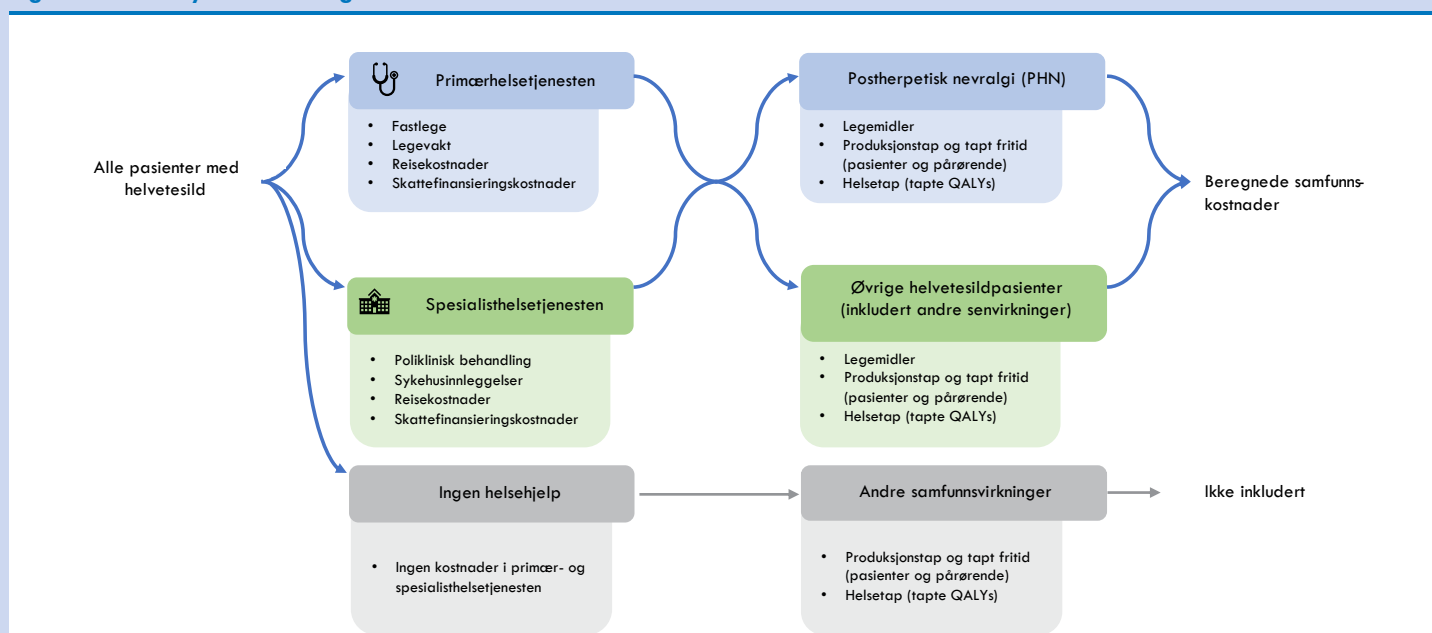 Alle pasienter med
helvetesild
Primærhelsetjenesten
• Fastlege
• Legevakt
• Reisekostnader
• Skattefinansieringskostnader
Spesialisthelsetjenesten
• Poliklinisk behandling
• Sykehusinnleggelser
• Reisekostnader
• Skattefinansieringskostnader
Ingen helsehjelp
• Ingen kostnader i primær- og
spesialisthelsetjenesten
Postherpetisk nevralgi (PHN)
• Legemidler
• Produksjonstap og tapt fritid
(pasienter og pårørende)
• Helsetap (tapte QALYs)
Øvrige helvetesildpasienter
(inkludert andre senvirkninger)
• Legemidler
• Produksjonstap og tapt fritid
(pasienter og pårørende)
• Helsetap (tapte QALYs)
Andre samfunnsvirkninger
• Produksjonstap og tapt fritid
(pasienter og pårørende)
• Helsetap (tapte QALYs)
Beregnede samfunns-
kostnader
Ikke inkludert